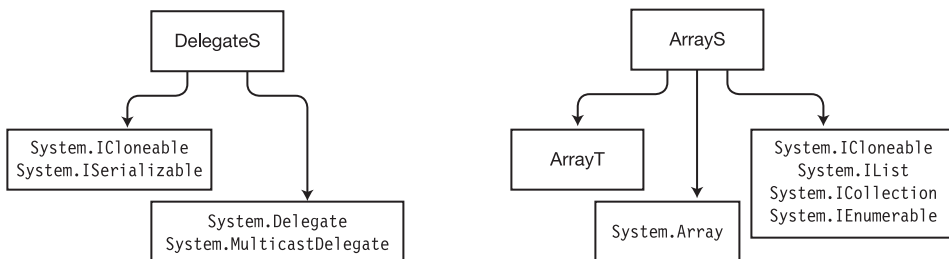 DelegateS
System.ICloneable
System.ISerializable
System.Delegate
System.MulticastDelegate
ArrayS
ArrayT
System.Array
System.ICloneable
System.IList
System.ICollection
System.IEnumerable